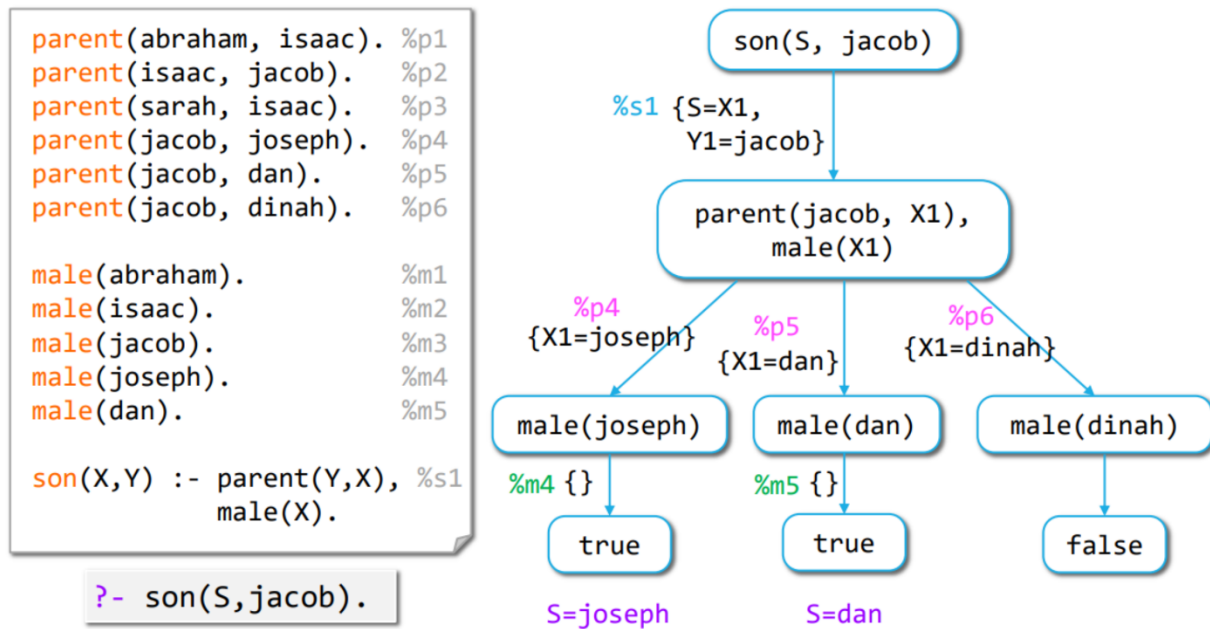 parent(abraham, isaac). %p1
parent(isaac, jacob). %p2
parent(sarah, isaac). %p3
parent(jacob, joseph). %p4
parent(jacob, dan). %p5
parent(jacob, dinah). %p6
male(abraham). %m1
male(isaac). %m2
male(jacob). %m3
male(joseph). %m4
male(dan). %m5
son(X,Y) :- parent(Y,X), %s1
male(X).
?- son(S,jacob).
son(S, jacob)
%s1 {S=X1,
Y1=jacob}
parent(jacob, X1),
male(X1)
%p4
{X1=joseph}
%p5
{X1=dan}
%p6
{X1=dinah}
male(joseph)
male(dan)
male(dinah)
%m4 {}
%m5 {}
true
true
false
S=joseph
S=dan